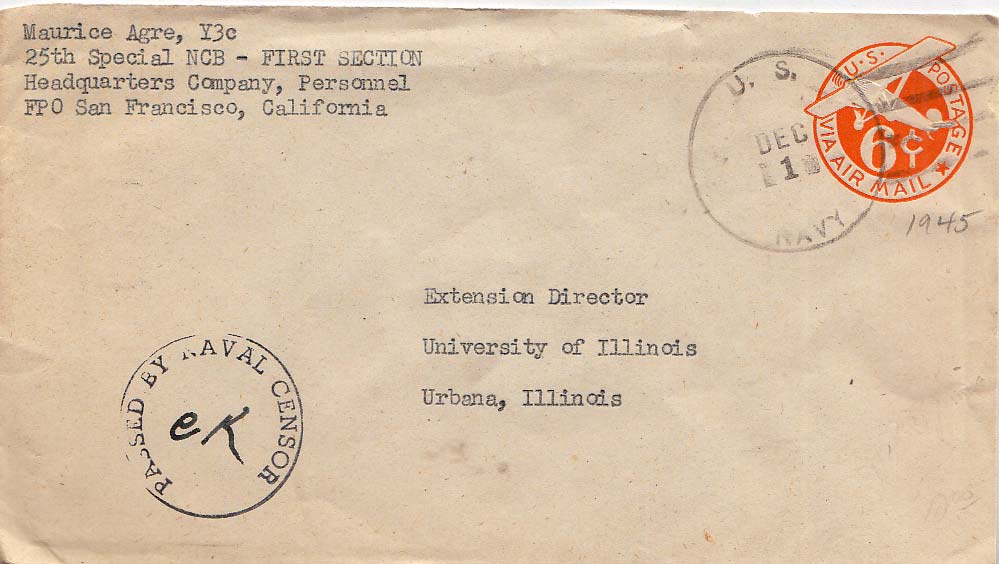 Maurice Agre, Y3c
25th Special NCB - FIRST SECTION
Headquarters Company, Personnel
FPO San Francisco, California
U. S.
DEC
1
NAVY
U.S. POSTAGE
VIA AIR MAIL
6¢
1945
Extension Director
University of Illinois
Urbana, Illinois
PASSED BY NAVAL CENSOR